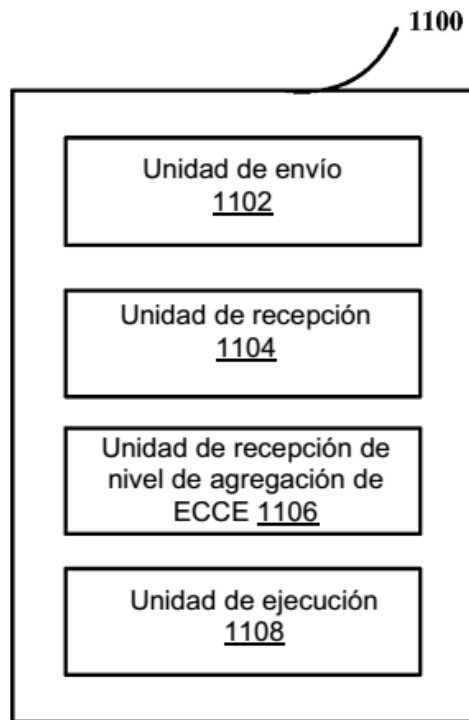 1100
Unidad de envío
1102
Unidad de recepción
1104
Unidad de recepción de
nivel de agregación de
ECCE 1106
Unidad de ejecución
1108